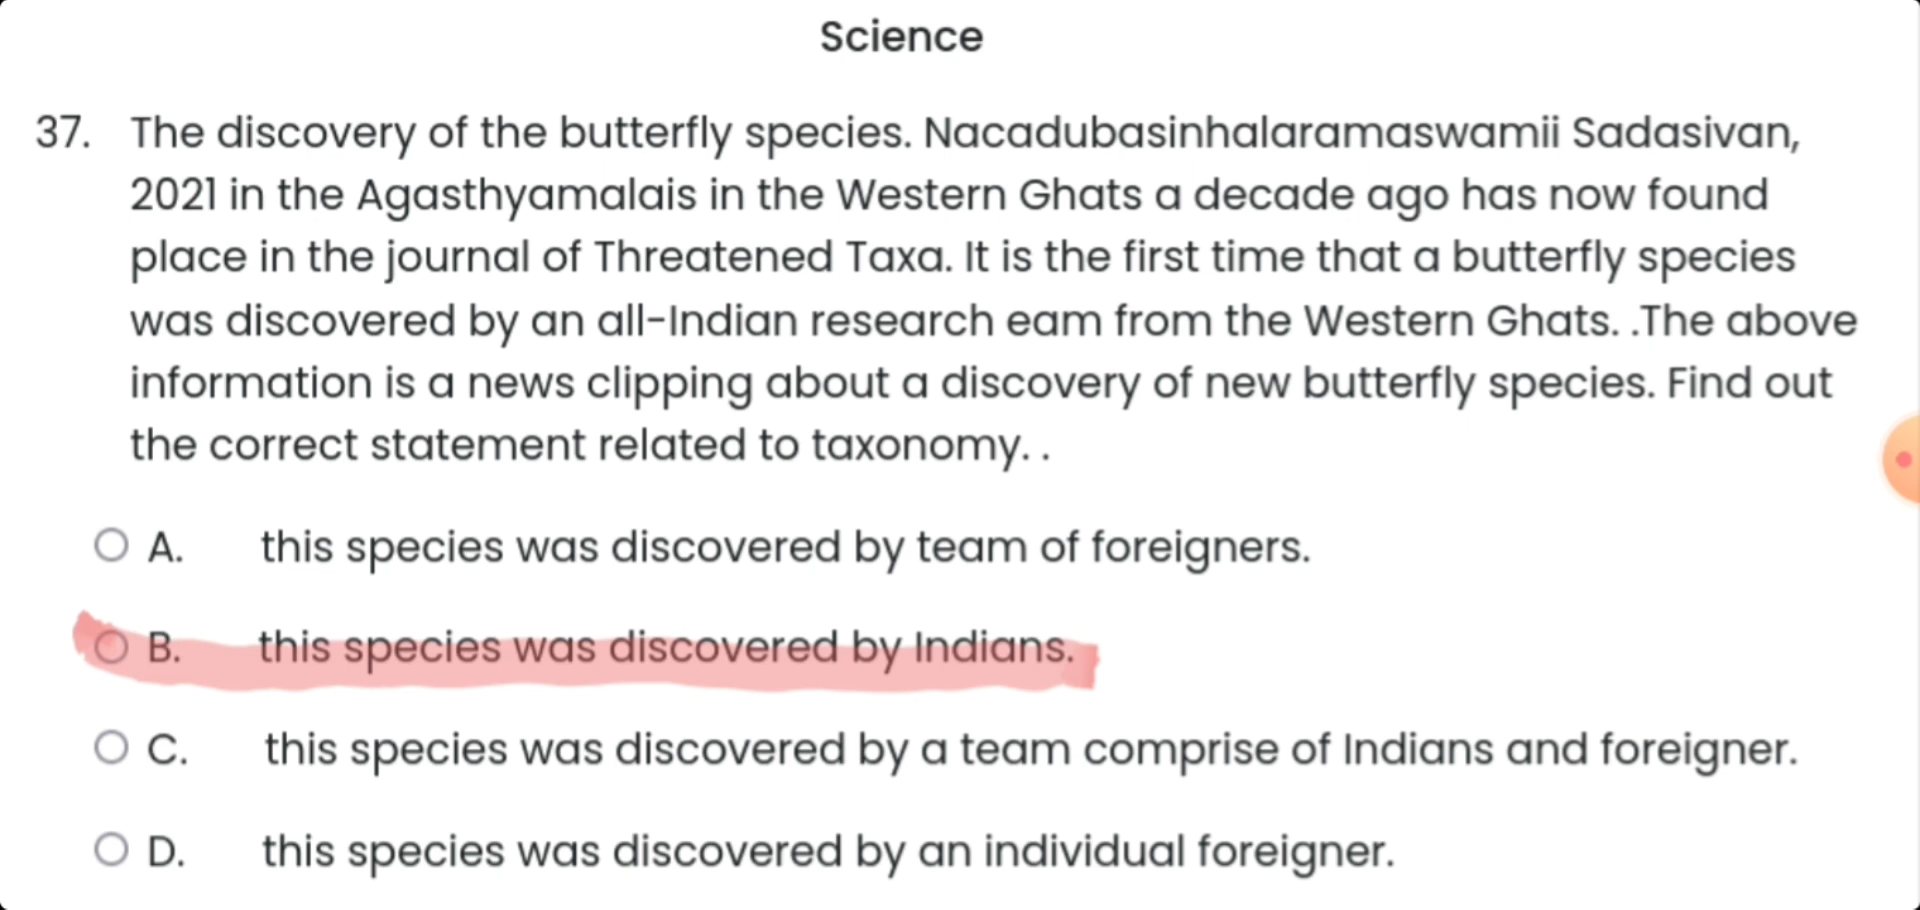 Science
37. The discovery of the butterfly species. Nacadubasinhalaramaswamii Sadasivan,
2021 in the Agasthyamalais in the Western Ghats a decade ago has now found
place in the journal of Threatened Taxa. It is the first time that a butterfly species
was discovered by an all-Indian research eam from the Western Ghats. .The above
information is a news clipping about a discovery of new butterfly species. Find out
the correct statement related to taxonomy. .
A. this species was discovered by team of foreigners.
B. this species was discovered by Indians.
C. this species was discovered by a team comprise of Indians and foreigner.
D. this species was discovered by an individual foreigner.